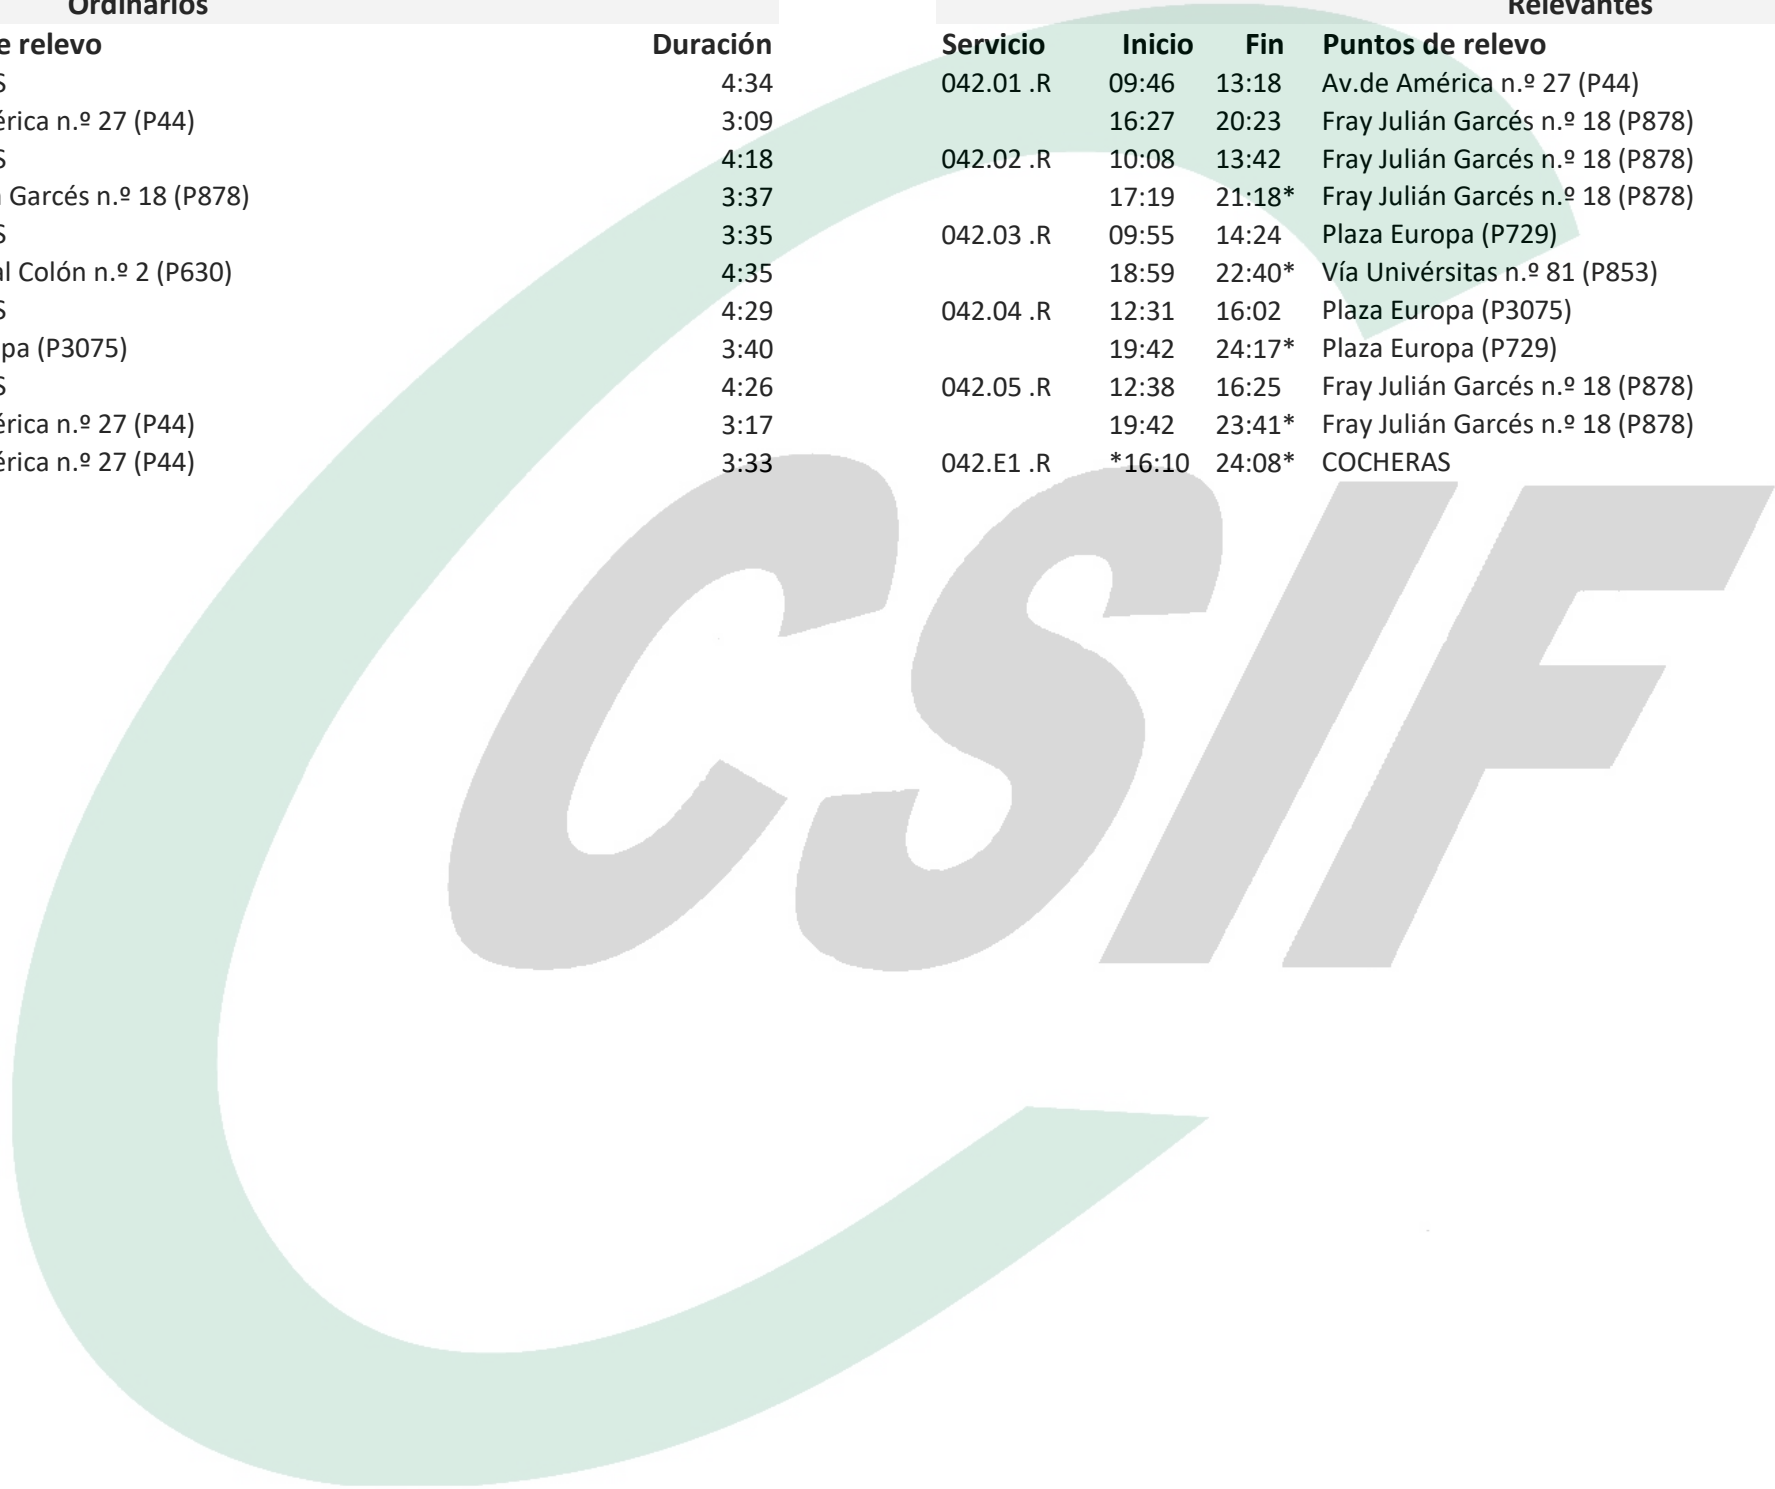 Ordinarios Relevantes
e relevo Duración Servicio Inicio Fin Puntos de relevo
S 4:34 042.01 .R 09:46 13:18 Av.de América n.º 27 (P44)
érica n.º 27 (P44) 3:09 16:27 20:23 Fray Julián Garcés n.º 18 (P878)
S 4:18 042.02 .R 10:08 13:42 Fray Julián Garcés n.º 18 (P878)
n Garcés n.º 18 (P878) 3:37 17:19 21:18* Fray Julián Garcés n.º 18 (P878)
S 3:35 042.03 .R 09:55 14:24 Plaza Europa (P729)
al Colón n.º 2 (P630) 4:35 18:59 22:40* Vía Univérsitas n.º 81 (P853)
S 4:29 042.04 .R 12:31 16:02 Plaza Europa (P3075)
pa (P3075) 3:40 19:42 24:17* Plaza Europa (P729)
S 4:26 042.05 .R 12:38 16:25 Fray Julián Garcés n.º 18 (P878)
érica n.º 27 (P44) 3:17 19:42 23:41* Fray Julián Garcés n.º 18 (P878)
érica n.º 27 (P44) 3:33 042.E1 .R *16:10 24:08* COCHERAS
CSIF